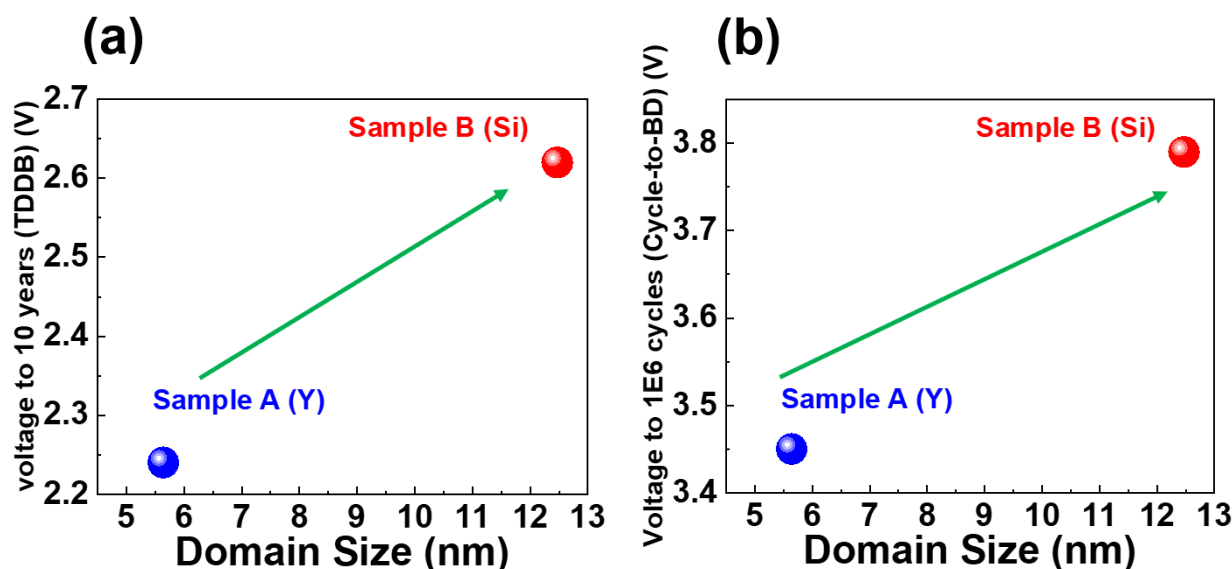 (a)
voltage to 10 years (TDDB) (V)
2.7
2.6
2.5
2.4
2.3
2.2
Sample B (Si)
Sample A (Y)
5 6 7 8 9 10 11 12 13
Domain Size (nm)
(b)
Voltage to 1E6 cycles (Cycle-to-BD) (V)
3.8
3.7
3.6
3.5
3.4
Sample B (Si)
Sample A (Y)
5 6 7 8 9 10 11 12 13
Domain Size (nm)